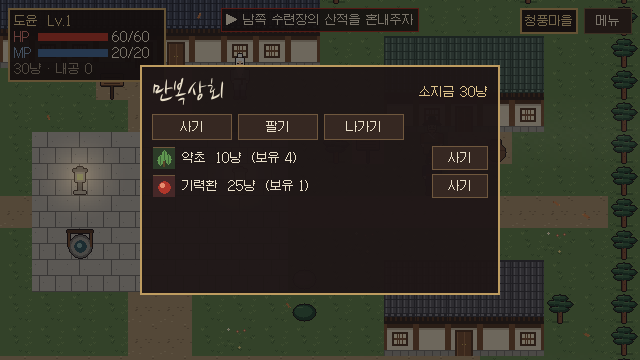 도윤 Lv.1
HP 60/60
MP 20/20
30냥 · 내공 0
▶ 남쪽 수련장의 산적을 혼내주자
청풍마을
메뉴
만복상회
소지금 30냥
사기
팔기
나가기
약초 10냥 (보유 4)
사기
기력환 25냥 (보유 1)
사기